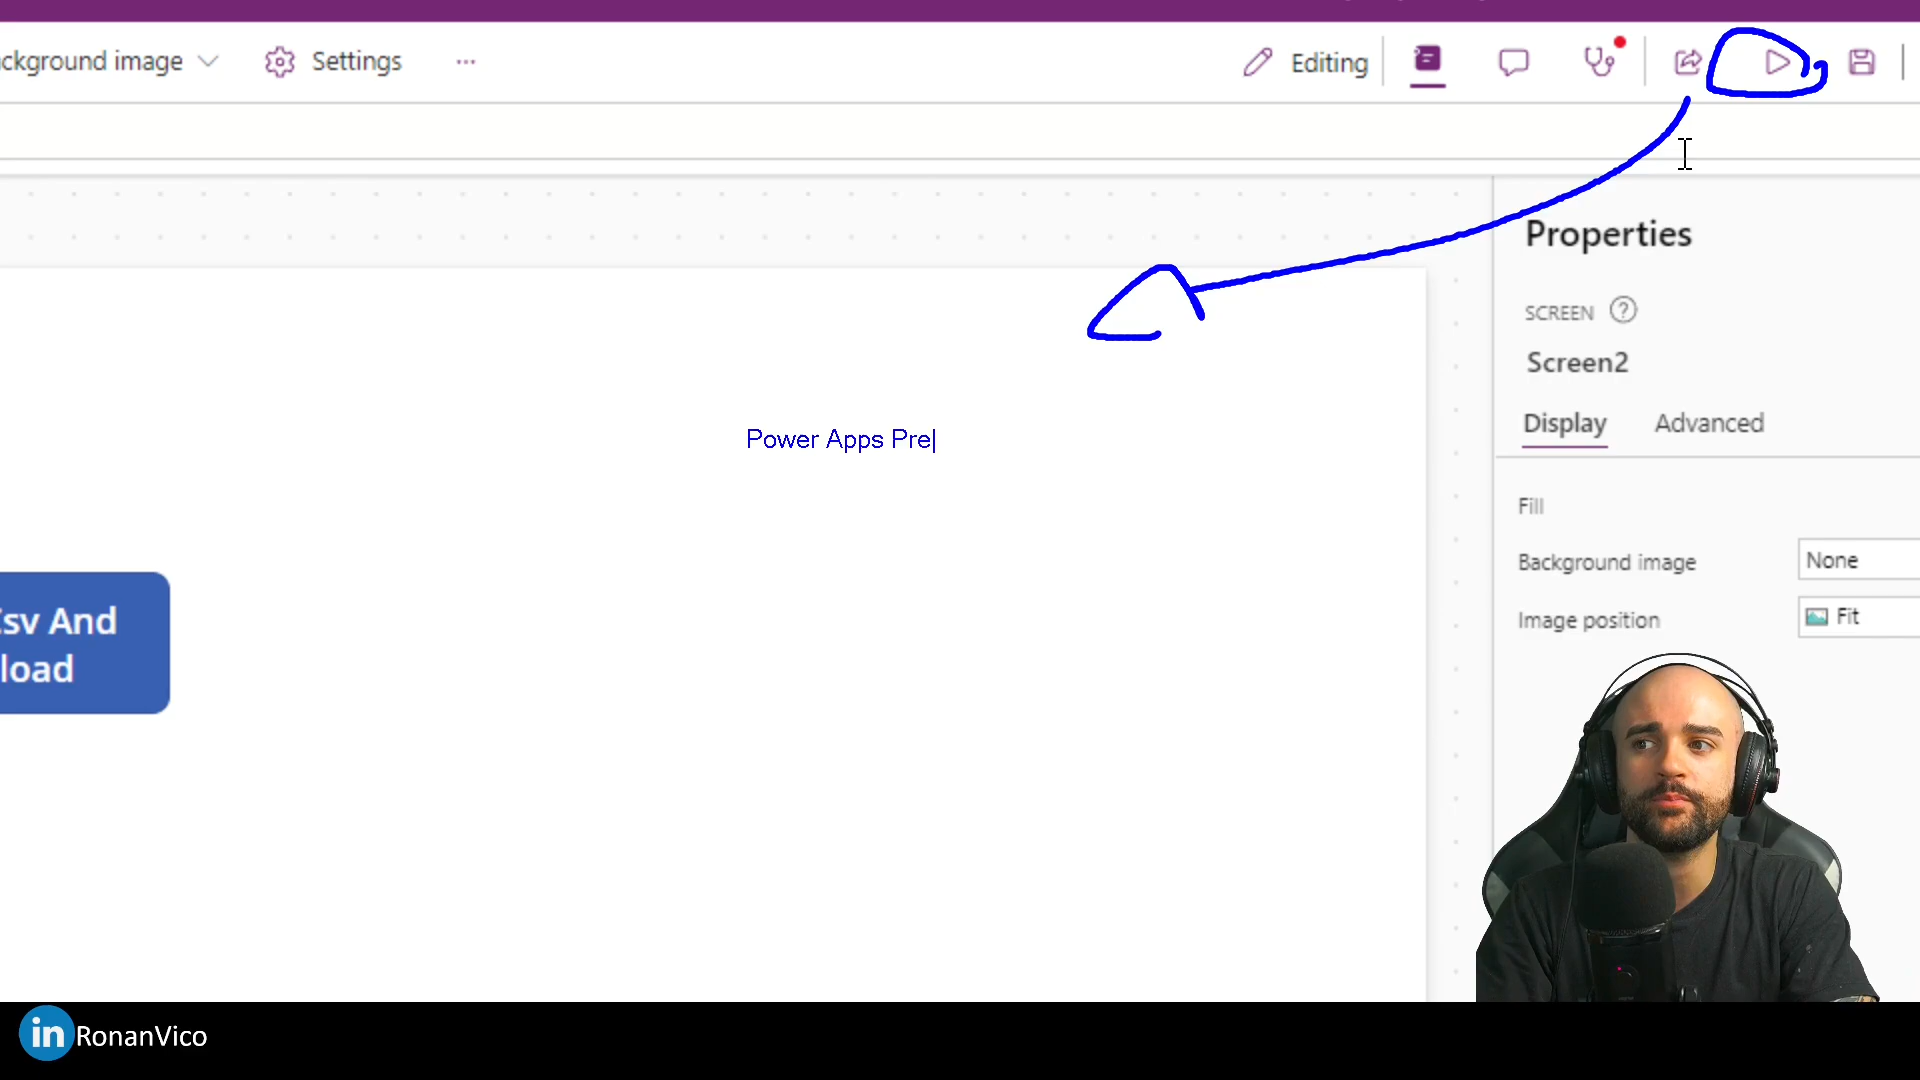 ckground image
Settings
...
Editing
Properties
SCREEN ?
Screen2
Display Advanced
Power Apps Pre
Fill
Background image None
Image position Fit
sv And
load
in RonanVico